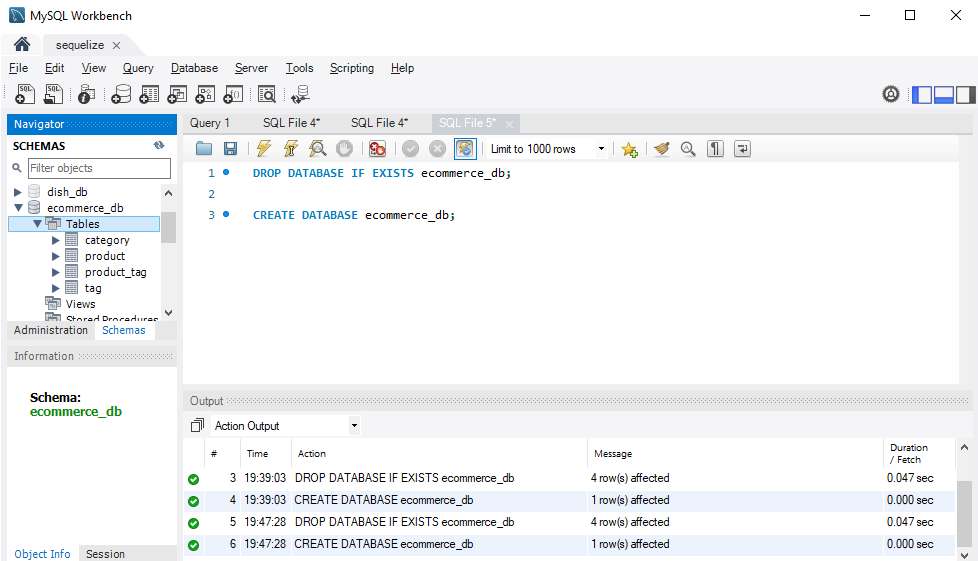 MySQL Workbench
sequelize
File Edit View Query Database Server Tools Scripting Help
SQL SQL
Navigator
SCHEMAS
Filter objects
dish_db
ecommerce_db
Tables
category
product
product_tag
tag
Views
Stored Procedures
Administration Schemas
Information
Schema:
ecommerce_db
Object Info Session
Query 1 SQL File 4* SQL File 4* SQL File 5*
Limit to 1000 rows
1 DROP DATABASE IF EXISTS ecommerce_db;
2
3 CREATE DATABASE ecommerce_db;
Output
Action Output
# Time Action Message Duration / Fetch
3 19:39:03 DROP DATABASE IF EXISTS ecommerce_db 4 row(s) affected 0.047 sec
4 19:39:03 CREATE DATABASE ecommerce_db 1 row(s) affected 0.000 sec
5 19:47:28 DROP DATABASE IF EXISTS ecommerce_db 4 row(s) affected 0.047 sec
6 19:47:28 CREATE DATABASE ecommerce_db 1 row(s) affected 0.000 sec